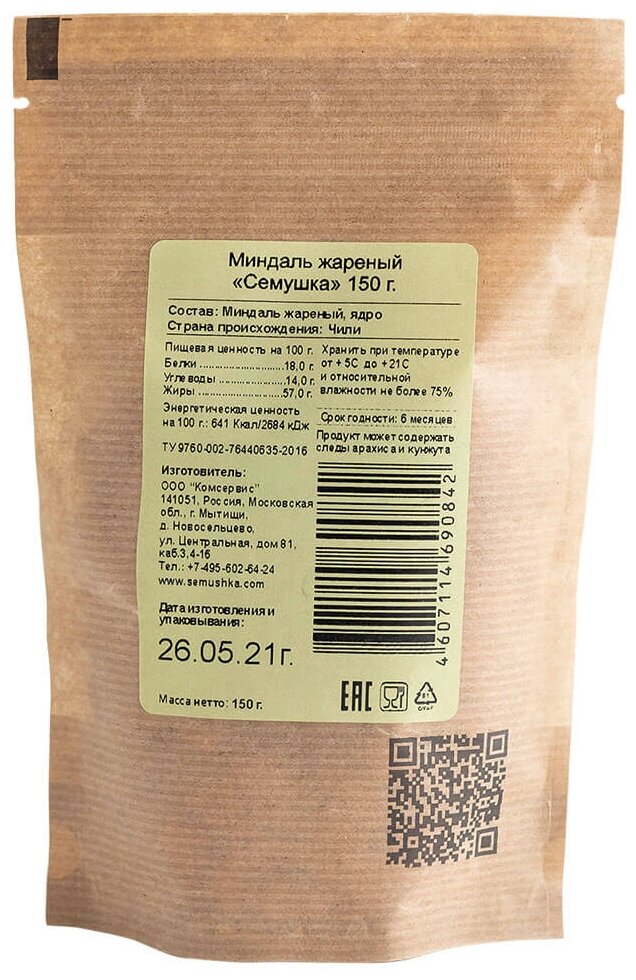 Миндаль жареный
«Семушка» 150 г.
Состав: Миндаль жареный, ядро
Страна происхождения: Чили
Пищевая ценность на 100 г.
Белки ............................18,0 г.
Углеводы ....................14,0 г.
Жиры ............................57,0 г.
Энергетическая ценность
на 100 г.: 641 Ккал/2684 кДж
ТУ 9760-002-76440635-2016
Изготовитель:
ООО "Комсервис"
141051, Россия, Московская
обл., г. Мытищи,
д. Новосельцево,
ул. Центральная, дом 81,
каб.3,4-16
Тел.: +7-495-602-64-24
www.semushka.com
Дата изготовления и
упаковывания:
26.05.21г.
Масса нетто: 150 г.
Хранить при температуре
от +5С до +21С
и относительной
влажности не более 75%
Срок годности: 6 месяцев
Продукт может содержать
следы арахиса и кунжута
4607114690842
EAC
81
C/PAP